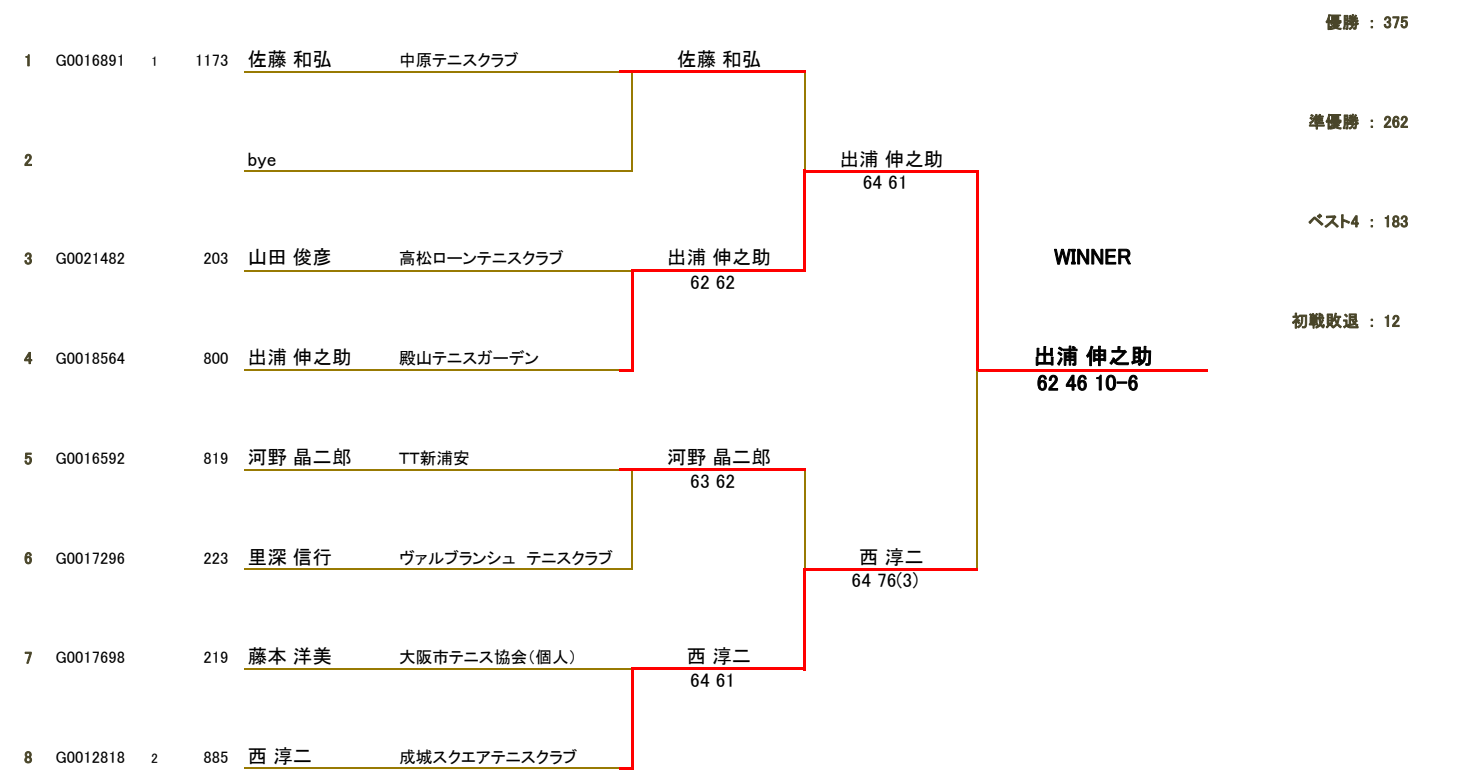 優勝 : 375
1 G0016891 1 1173 佐藤 和弘 中原テニスクラブ 佐藤 和弘
準優勝 : 262
2 bye 出浦 伸之助
64 61
ベスト4 : 183
3 G0021482 203 山田 俊彦 高松ローンテニスクラブ 出浦 伸之助 WINNER
62 62
初戦敗退 : 12
4 G0018564 800 出浦 伸之助 殿山テニスガーデン 出浦 伸之助
62 46 10-6
5 G0016592 819 河野 晶二郎 TT新浦安 河野 晶二郎
63 62
6 G0017296 223 里深 信行 ヴァルブランシュ テニスクラブ 西 淳二
64 76(3)
7 G0017698 219 藤本 洋美 大阪市テニス協会(個人) 西 淳二
64 61
8 G0012818 2 885 西 淳二 成城スクエアテニスクラブ